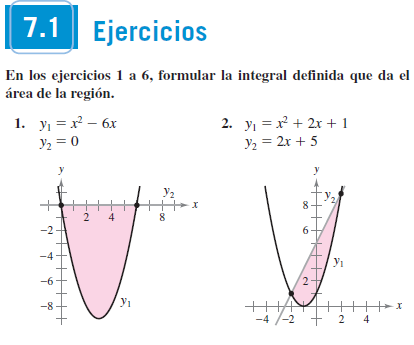 7.1 Ejercicios
En los ejercicios 1 a 6, formular la integral definida que da el
área de la región.
1. y₁ = x² – 6x
y₂ = 0
2. y₁ = x² + 2x + 1
y₂ = 2x + 5
y
y₂
x
2 4 8
−2
−4
−6
−8
y₁
y
y₂
8
6
y₁
2
x
−4 −2 2 4